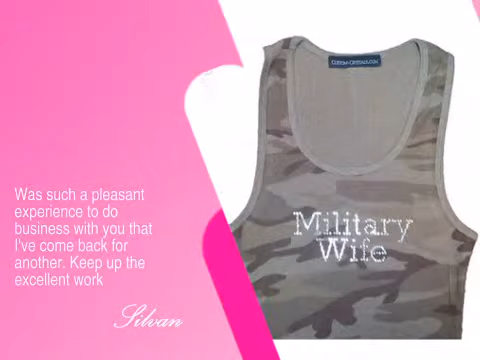 Was such a pleasant
experience to do
business with you that
I've come back for
another. Keep up the
excellent work
Silvan
Military
Wife